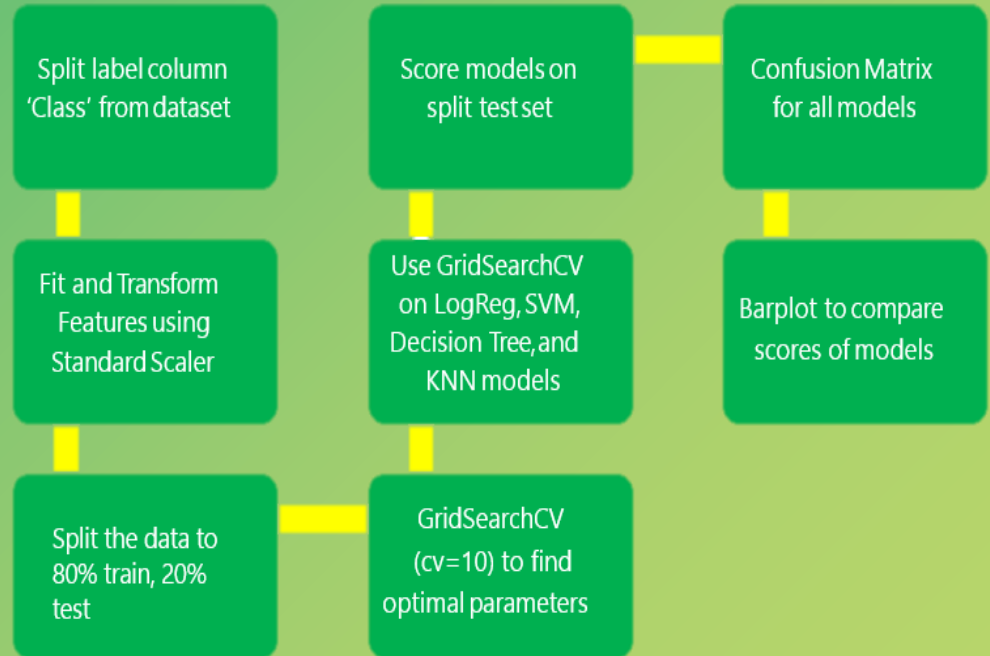 Split label column
‘Class’ from dataset
Fit and Transform
Features using
Standard Scaler
Split the data to
80% train, 20%
test
GridSearchCV
(cv=10) to find
optimal parameters
Use GridSearchCV
on LogReg, SVM,
Decision Tree, and
KNN models
Score models on
split test set
Confusion Matrix
for all models
Barplot to compare
scores of models